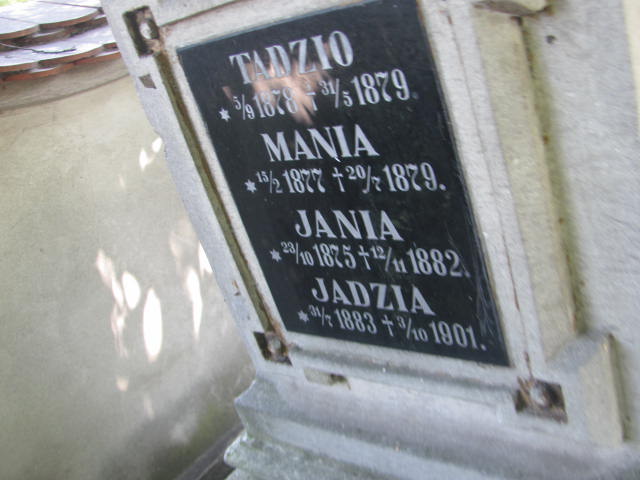 TADZIO
* 5/9 1878 † 31/5 1879.
MANIA
* 15/2 1877 † 20/7 1879.
JANIA
* 23/10 1875 † 12/11 1882.
JADZIA
* 31/7 1883 † 3/10 1901.